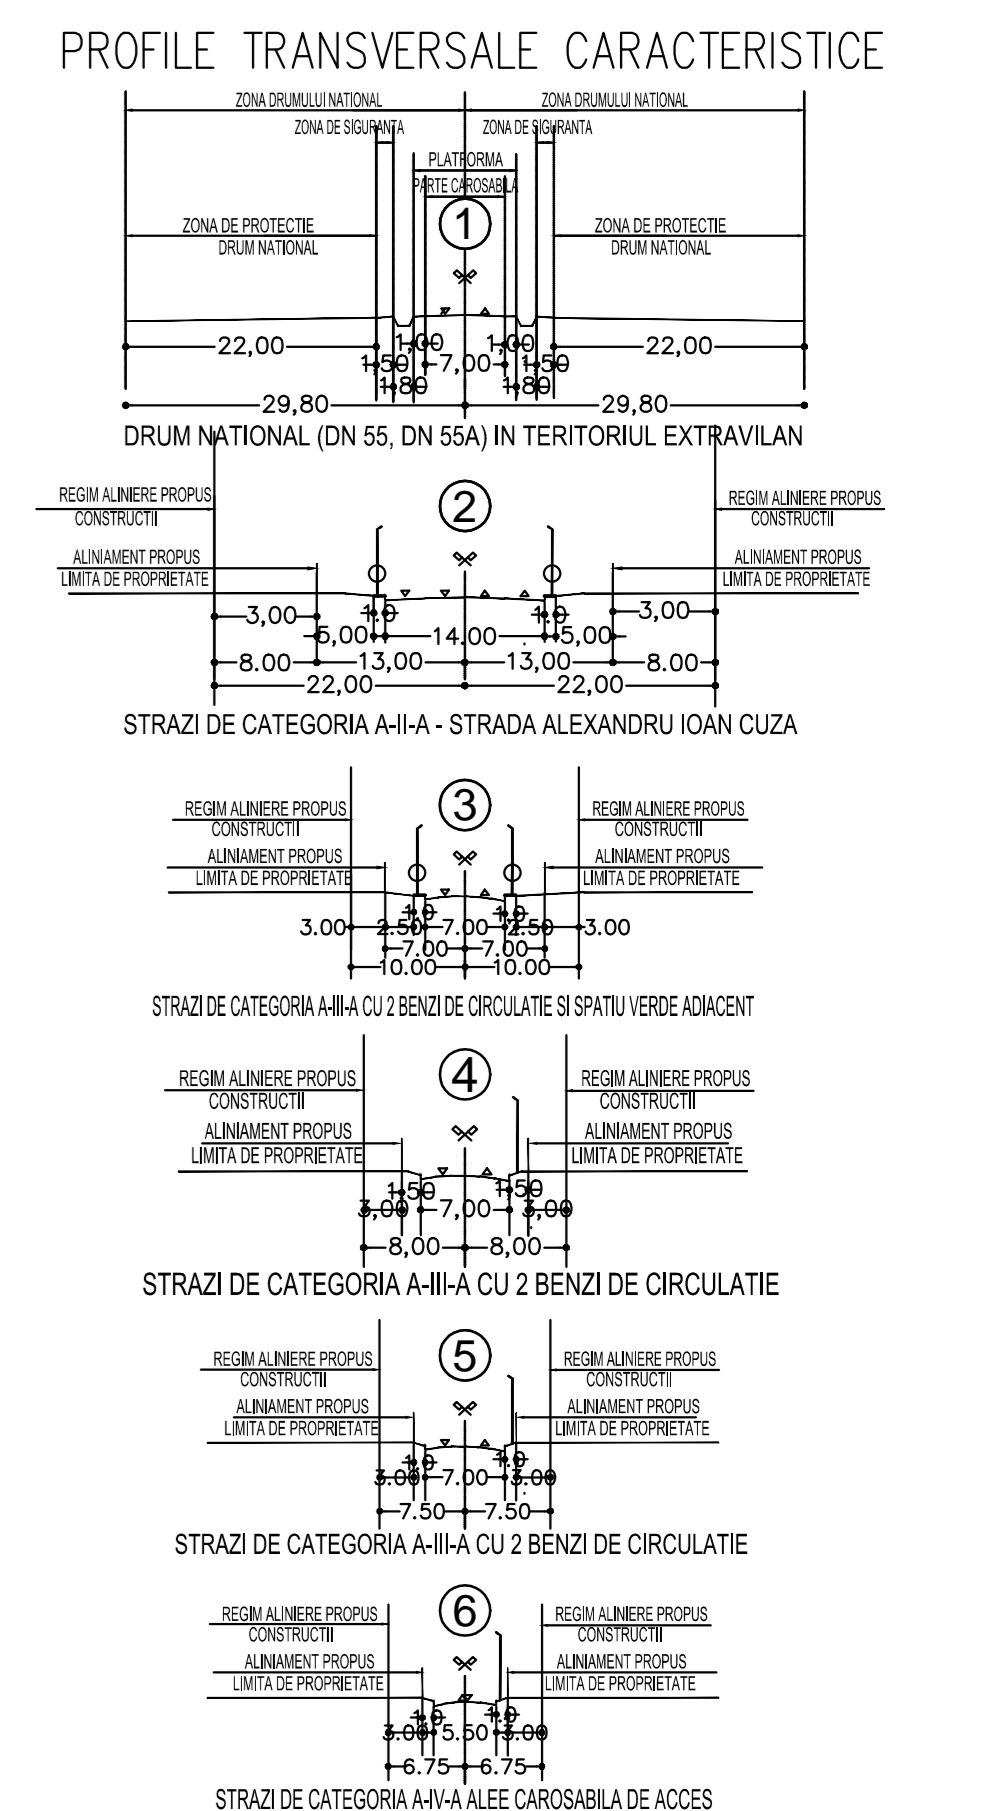 PROFILE TRANSVERSALE CARACTERISTICE
ZONA DRUMULUI NATIONAL ZONA DRUMULUI NATIONAL
ZONA DE SIGURANTA ZONA DE SIGURANTA
PLATFORMA
PARTE CAROSABILA
1
ZONA DE PROTECTIE ZONA DE PROTECTIE
DRUM NATIONAL DRUM NATIONAL
1,00 1,00
22,00 22,00
1,50 7,00 1,50
1,80 1,80
29,80 29,80
DRUM NATIONAL (DN 55, DN 55A) IN TERITORIUL EXTRAVILAN
2
REGIM ALINIERE PROPUS REGIM ALINIERE PROPUS
CONSTRUCTII CONSTRUCTII
ALINIAMENT PROPUS ALINIAMENT PROPUS
LIMITA DE PROPRIETATE LIMITA DE PROPRIETATE
3,00 1.0 1.0 3,00
5,00 14.00 5,00
8.00 13,00 13,00 8.00
22,00 22,00
STRAZI DE CATEGORIA A-II-A - STRADA ALEXANDRU IOAN CUZA
3
REGIM ALINIERE PROPUS REGIM ALINIERE PROPUS
CONSTRUCTII CONSTRUCTII
ALINIAMENT PROPUS ALINIAMENT PROPUS
LIMITA DE PROPRIETATE LIMITA DE PROPRIETATE
1.0 1.0
3.00 2.50 7.00 2.50 3.00
7.00 7.00
10.00 10.00
STRAZI DE CATEGORIA A-III-A CU 2 BENZI DE CIRCULATIE SI SPATIU VERDE ADIACENT
4
REGIM ALINIERE PROPUS REGIM ALINIERE PROPUS
CONSTRUCTII CONSTRUCTII
ALINIAMENT PROPUS ALINIAMENT PROPUS
LIMITA DE PROPRIETATE LIMITA DE PROPRIETATE
1,50 1,50
3,00 7,00 3,00
8,00 8,00
STRAZI DE CATEGORIA A-III-A CU 2 BENZI DE CIRCULATIE
5
REGIM ALINIERE PROPUS REGIM ALINIERE PROPUS
CONSTRUCTII CONSTRUCTII
ALINIAMENT PROPUS ALINIAMENT PROPUS
LIMITA DE PROPRIETATE LIMITA DE PROPRIETATE
1.0 1.0
3.00 7.00 3.00
7.50 7.50
STRAZI DE CATEGORIA A-III-A CU 2 BENZI DE CIRCULATIE
6
REGIM ALINIERE PROPUS REGIM ALINIERE PROPUS
CONSTRUCTII CONSTRUCTII
ALINIAMENT PROPUS ALINIAMENT PROPUS
LIMITA DE PROPRIETATE LIMITA DE PROPRIETATE
1.0 1.0
3.00 5.50 3.00
6.75 6.75
STRAZI DE CATEGORIA A-IV-A ALEE CAROSABILA DE ACCES